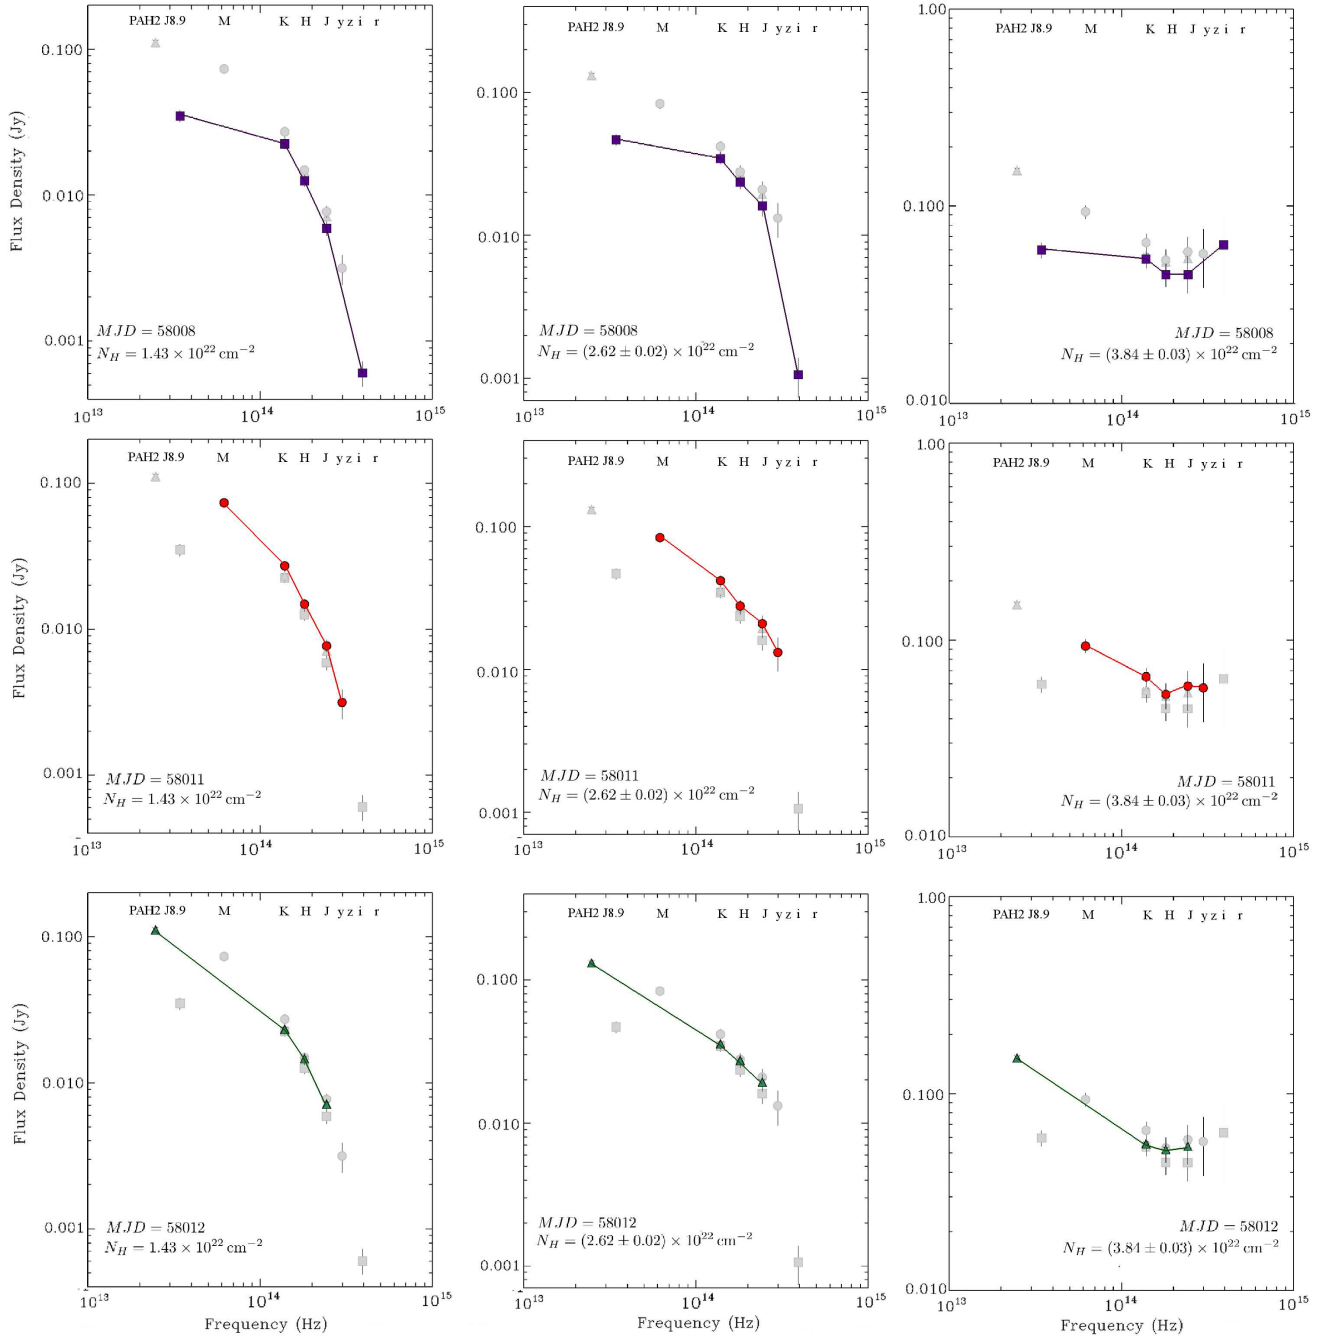 PAH2 J8.9 M K H J y z i r
0.100
0.010
0.001
Flux Density (Jy)
MJD = 58008
N_H = 1.43 × 10^22 cm^−2
10^13 10^14 10^15
PAH2 J8.9 M K H J y z i r
0.100
0.010
0.001
MJD = 58008
N_H = (2.62 ± 0.02) × 10^22 cm^−2
10^13 10^14 10^15
1.00
PAH2 J8.9 M K H J y z i r
0.100
MJD = 58008
N_H = (3.84 ± 0.03) × 10^22 cm^−2
0.010
10^13 10^14 10^15
PAH2 J8.9 M K H J y z i r
0.100
0.010
0.001
Flux Density (Jy)
MJD = 58011
N_H = 1.43 × 10^22 cm^−2
10^13 10^14 10^15
PAH2 J8.9 M K H J y z i r
0.100
0.010
0.001
MJD = 58011
N_H = (2.62 ± 0.02) × 10^22 cm^−2
10^13 10^14 10^15
1.00
PAH2 J8.9 M K H J y z i r
0.100
MJD = 58011
N_H = (3.84 ± 0.03) × 10^22 cm^−2
0.010
10^13 10^14 10^15
PAH2 J8.9 M K H J y z i r
0.100
0.010
0.001
Flux Density (Jy)
MJD = 58012
N_H = 1.43 × 10^22 cm^−2
10^13 10^14 10^15
Frequency (Hz)
PAH2 J8.9 M K H J y z i r
0.100
0.010
0.001
MJD = 58012
N_H = (2.62 ± 0.02) × 10^22 cm^−2
10^13 10^14 10^15
Frequency (Hz)
1.00
PAH2 J8.9 M K H J y z i r
0.100
MJD = 58012
N_H = (3.84 ± 0.03) × 10^22 cm^−2
0.010
10^13 10^14 10^15
Frequency (Hz)